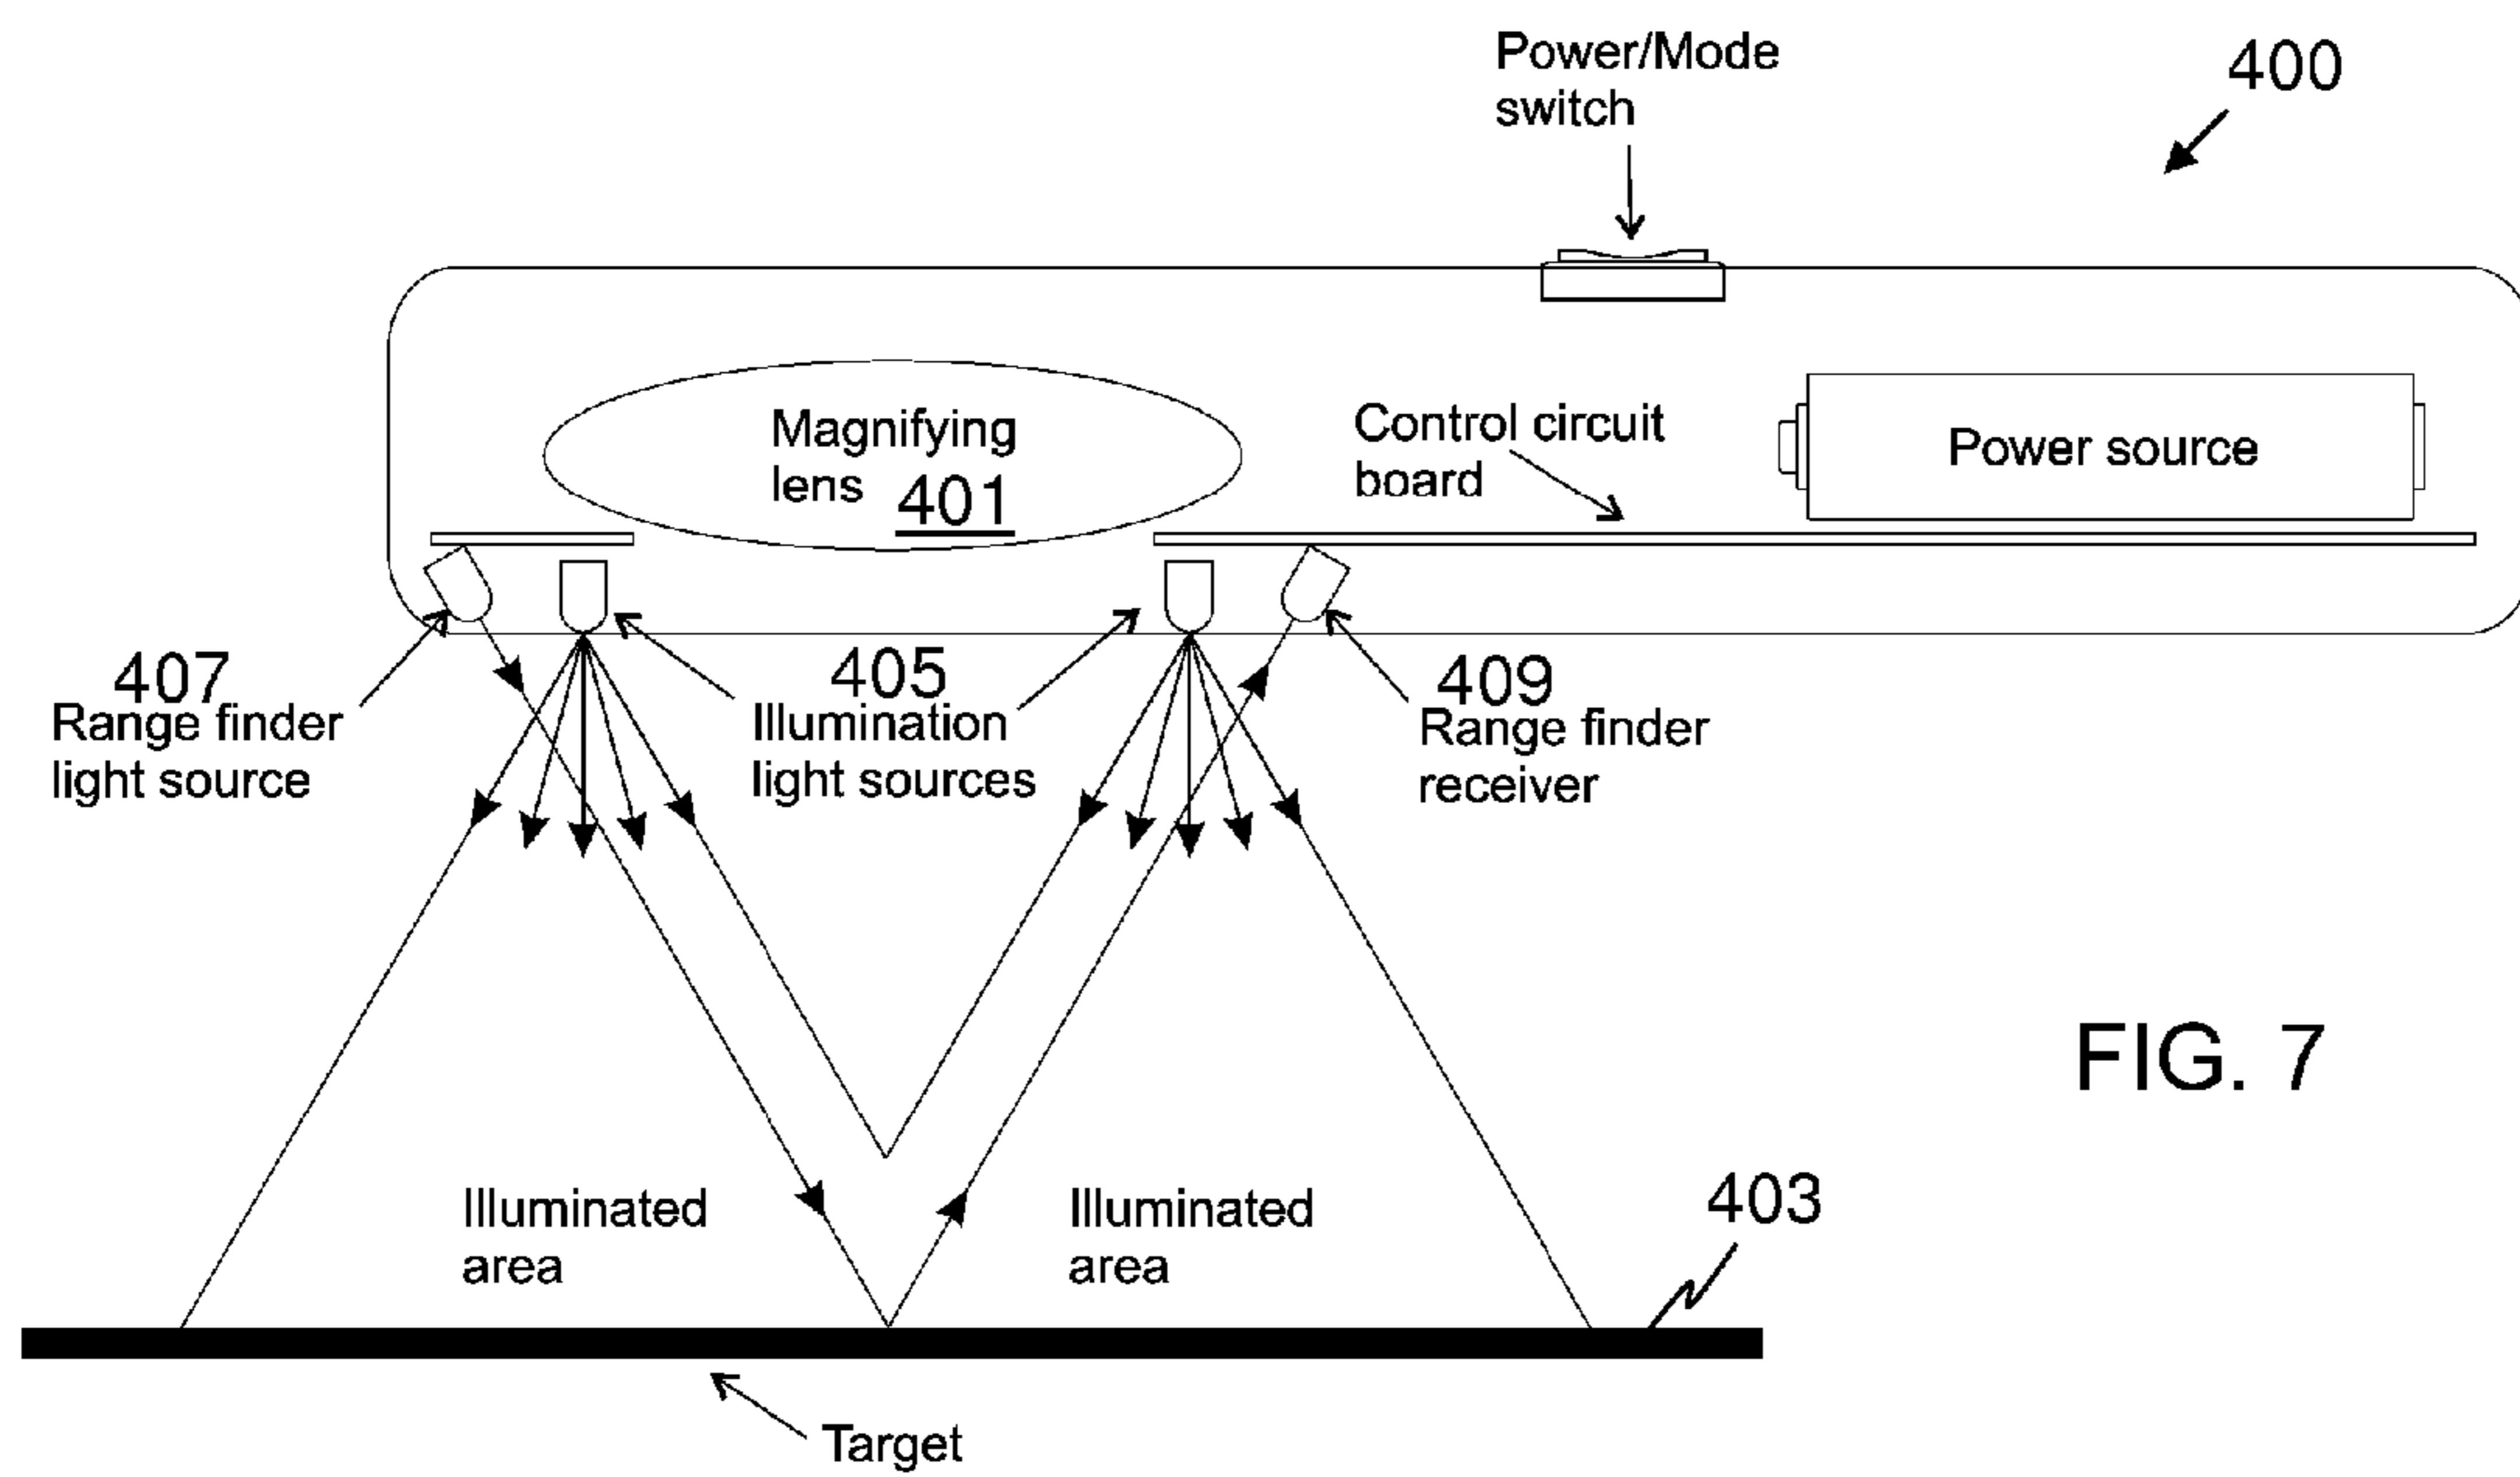 Power/Mode
switch
400
Magnifying
lens 401
Control circuit
board
Power source
407
Range finder
light source
405
Illumination
light sources
409
Range finder
receiver
FIG. 7
Illuminated
area
Illuminated
area
403
Target